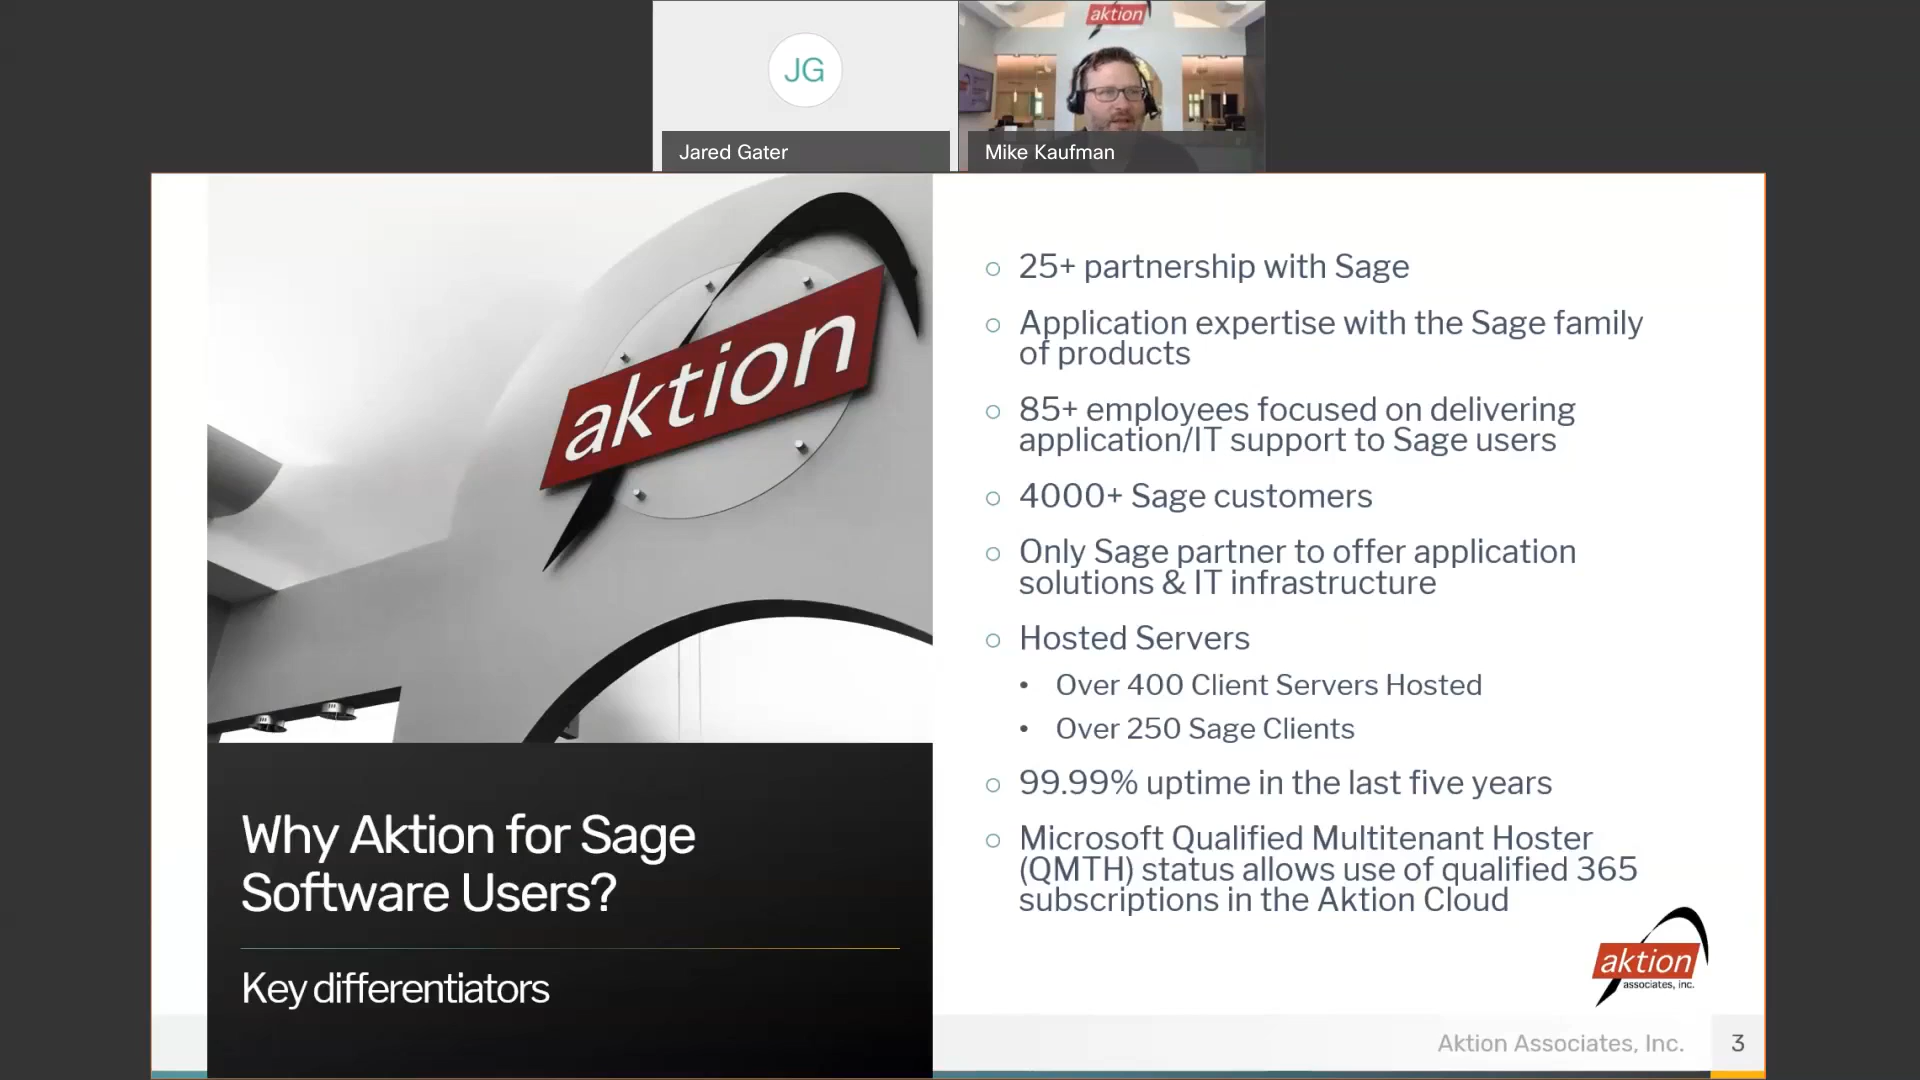 aktion
JG
Jared Gater
Mike Kaufman
aktion
Why Aktion for Sage
Software Users?
Key differentiators
25+ partnership with Sage
Application expertise with the Sage family
of products
85+ employees focused on delivering
application/IT support to Sage users
4000+ Sage customers
Only Sage partner to offer application
solutions & IT infrastructure
Hosted Servers
Over 400 Client Servers Hosted
Over 250 Sage Clients
99.99% uptime in the last five years
Microsoft Qualified Multitenant Hoster
(QMTH) status allows use of qualified 365
subscriptions in the Aktion Cloud
aktion
associates, inc.
Aktion Associates, Inc.
3